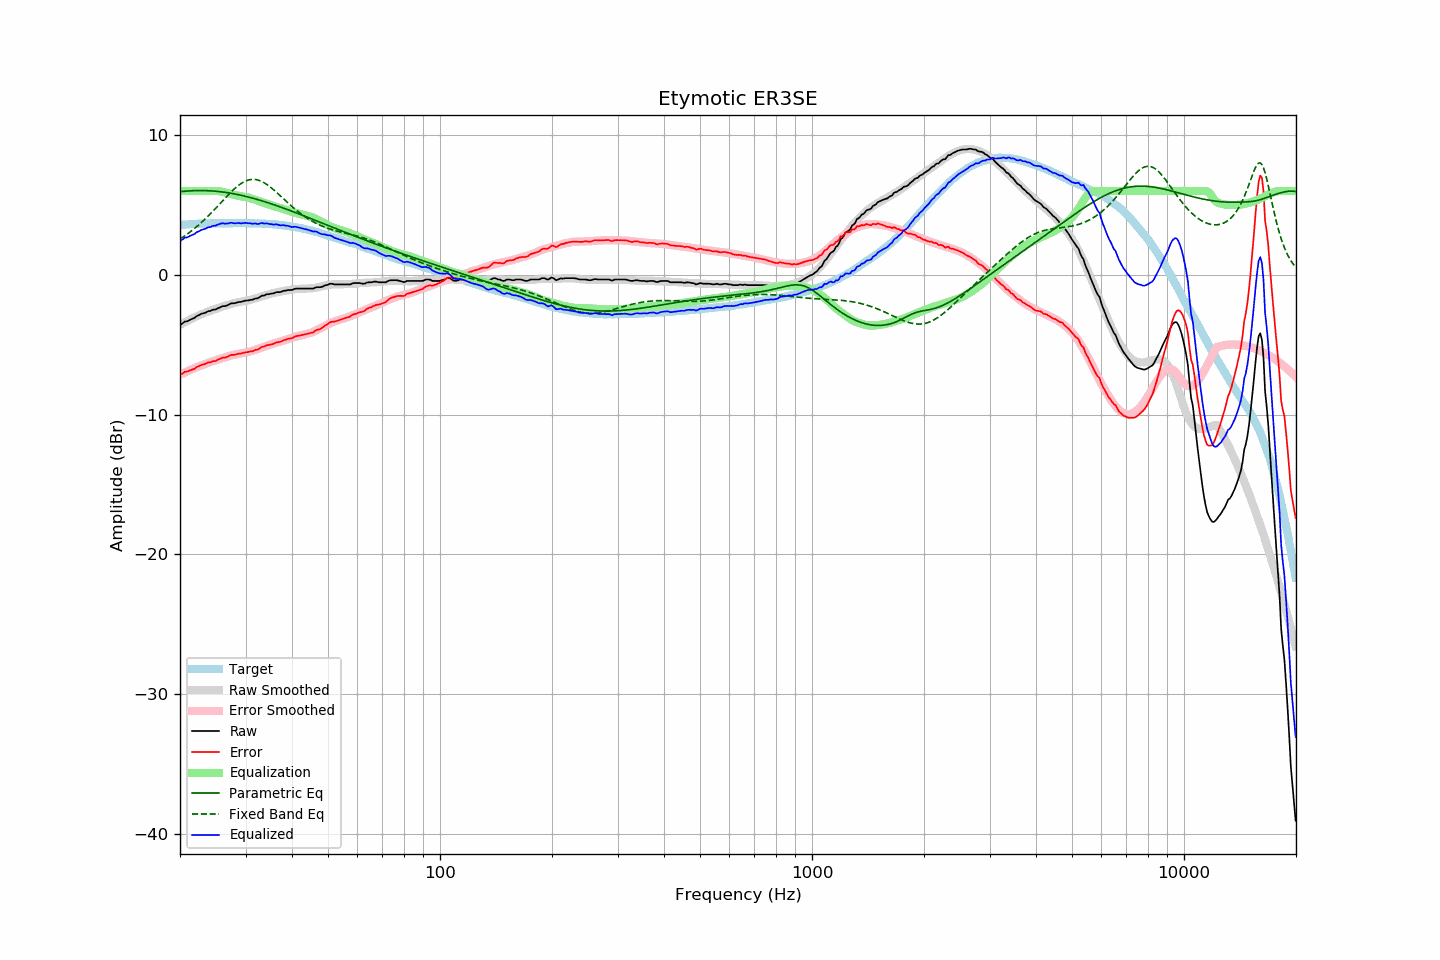 Etymotic ER3SE
10
0
−10
−20
−30
−40
Amplitude (dBr)
Target
Raw Smoothed
Error Smoothed
Raw
Error
Equalization
Parametric Eq
Fixed Band Eq
Equalized
100
1000
10000
Frequency (Hz)